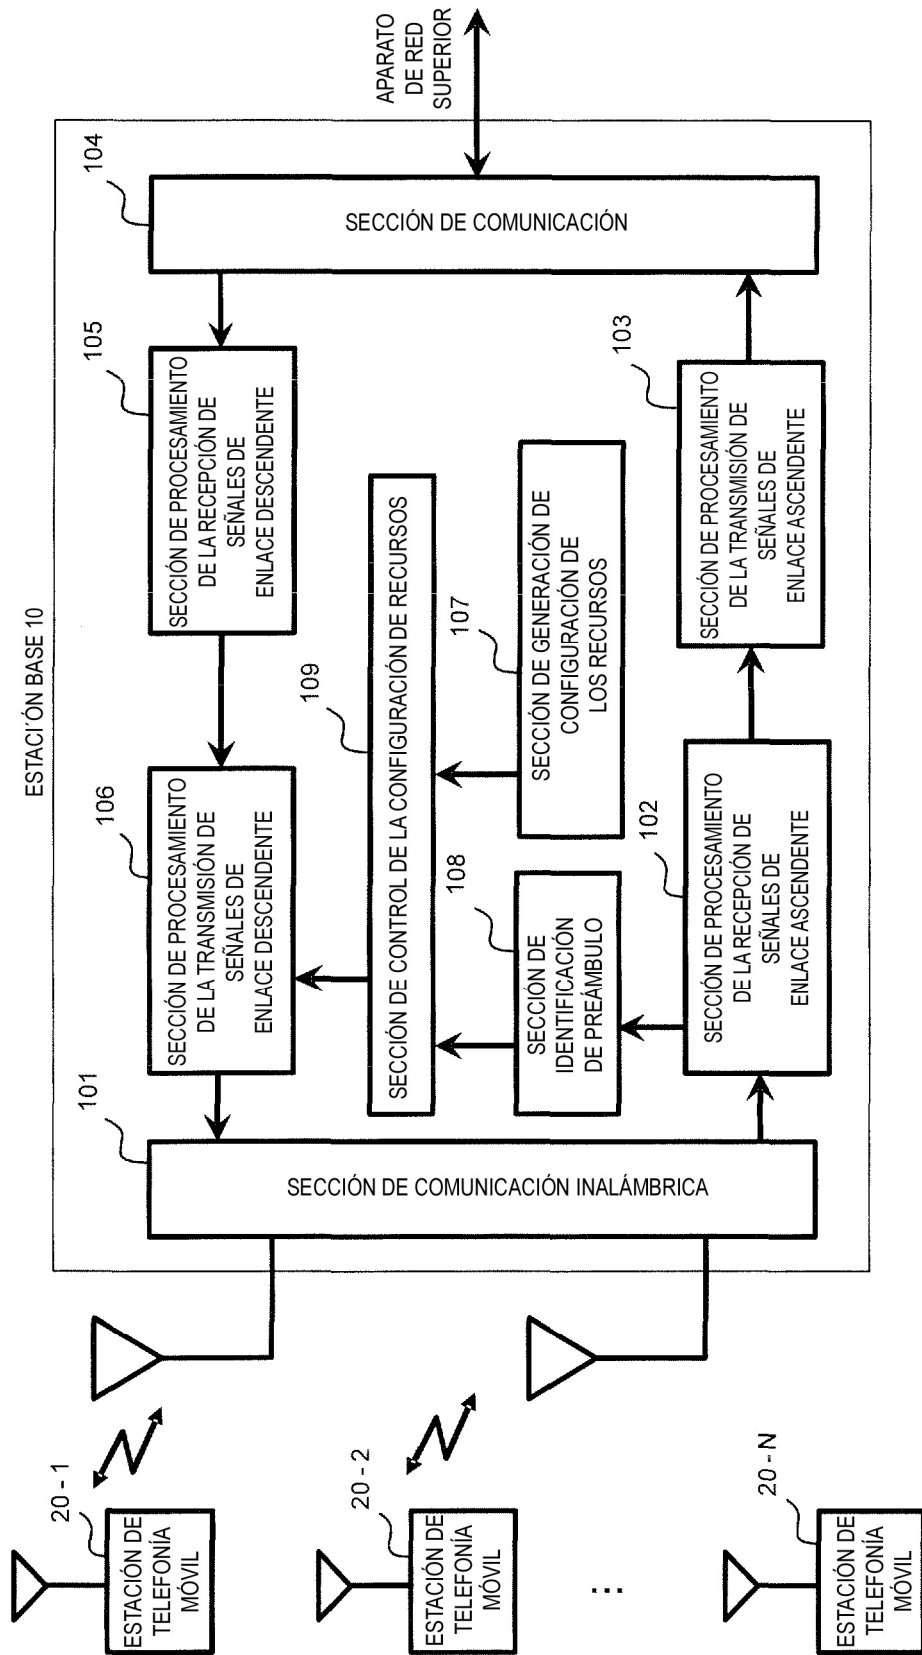 ESTACIÓN BASE 10
APARATO
DE RED
SUPERIOR
104
SECCIÓN DE COMUNICACIÓN
105
SECCIÓN DE PROCESAMIENTO
DE LA RECEPCIÓN DE
SEÑALES DE
ENLACE DESCENDENTE
106
SECCIÓN DE PROCESAMIENTO
DE LA TRANSMISIÓN DE
SEÑALES DE
ENLACE DESCENDENTE
101
SECCIÓN DE COMUNICACIÓN INALÁMBRICA
109
SECCIÓN DE CONTROL DE LA CONFIGURACIÓN DE RECURSOS
107
SECCIÓN DE GENERACIÓN DE
CONFIGURACIÓN DE
LOS RECURSOS
108
SECCIÓN DE
IDENTIFICACIÓN
DE PREÁMBULO
102
SECCIÓN DE PROCESAMIENTO
DE LA RECEPCIÓN DE
SEÑALES DE
ENLACE ASCENDENTE
103
SECCIÓN DE PROCESAMIENTO
DE LA TRANSMISIÓN DE
SEÑALES DE
ENLACE ASCENDENTE
20 - 1
ESTACIÓN DE
TELEFONÍA
MÓVIL
20 - 2
ESTACIÓN DE
TELEFONÍA
MÓVIL
...
20 - N
ESTACIÓN DE
TELEFONÍA
MÓVIL